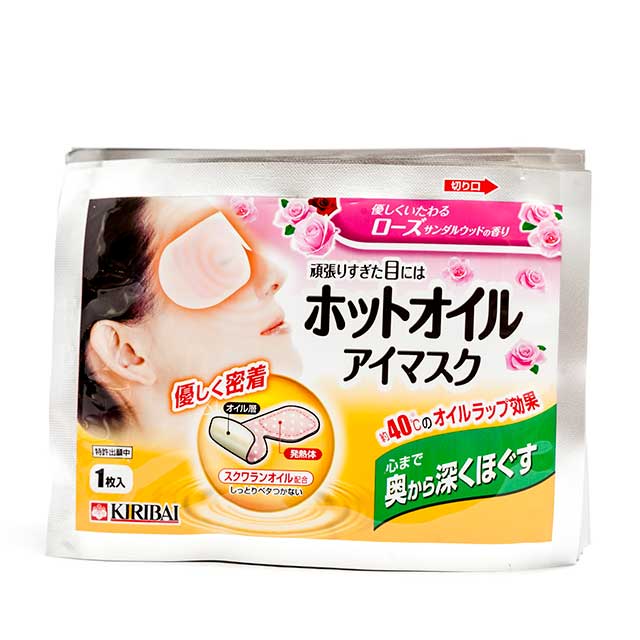 切り口
優しくいたわる
ローズサンダルウッドの香り
頑張りすぎた目には
ホットオイル
アイマスク
優しく密着
オイル層
発熱体
スクワランオイル配合
しっとりベタつかない
約40℃のオイルラップ効果
心まで
奥から深くほぐす
特許出願中
1枚入
KIRIBAI